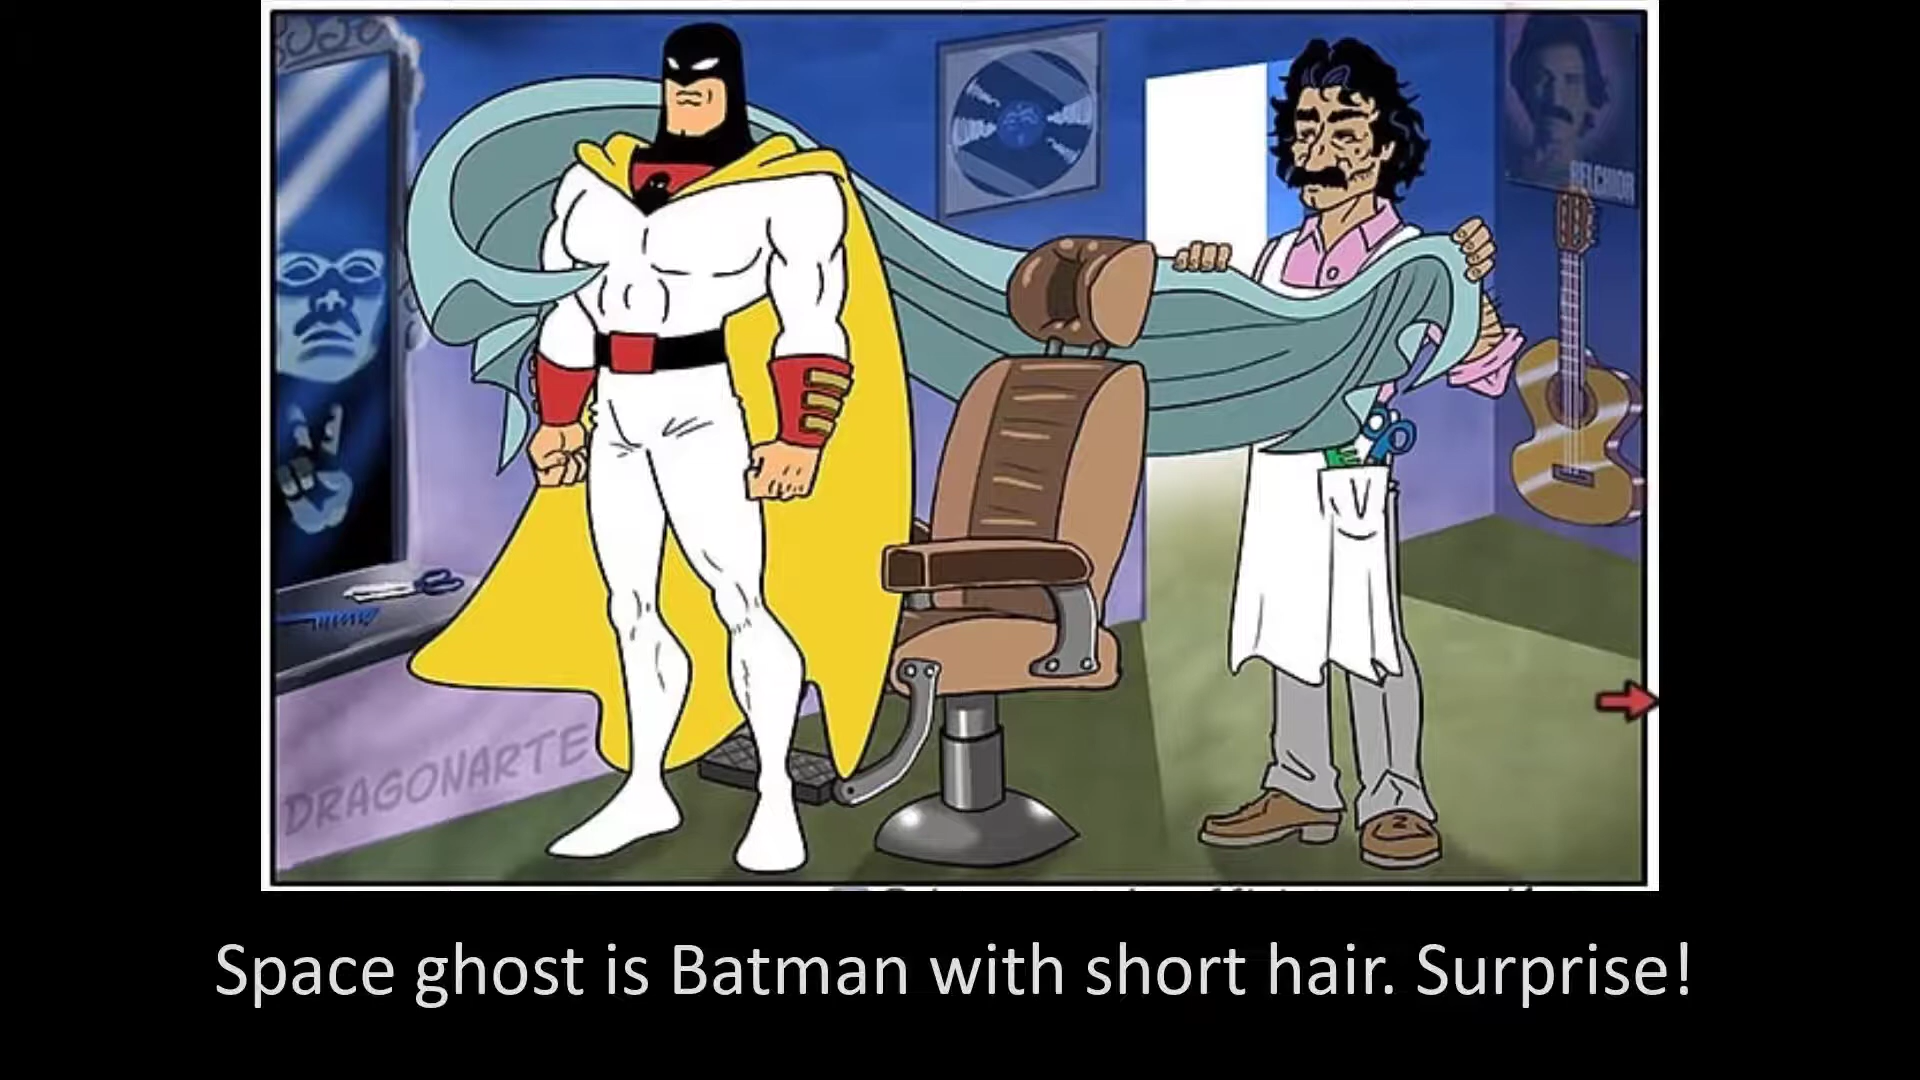 BELCHIOR
DRAGONARTE
Space ghost is Batman with short hair. Surprise!